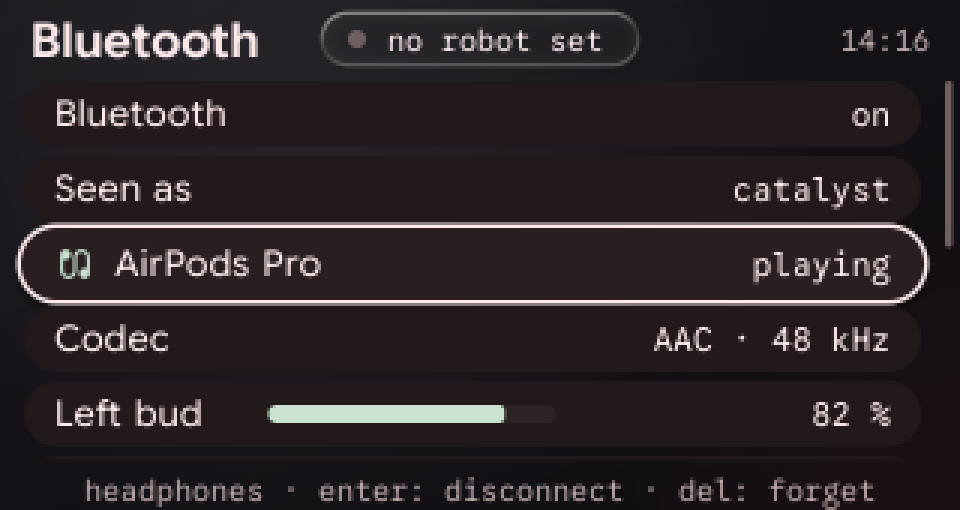 Bluetooth no robot set 14:16
Bluetooth on
Seen as catalyst
AirPods Pro playing
Codec AAC · 48 kHz
Left bud 82 %
headphones · enter: disconnect · del: forget